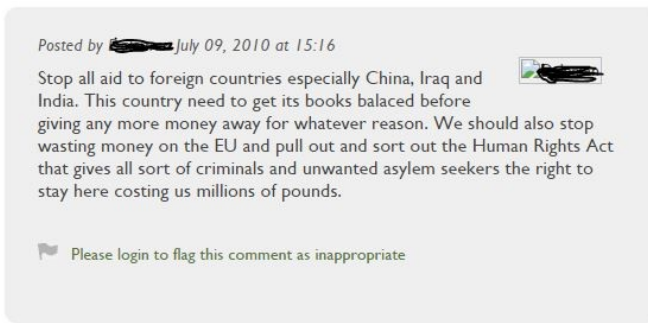 Posted by July 09, 2010 at 15:16
Stop all aid to foreign countries especially China, Iraq and
India. This country need to get its books balaced before
giving any more money away for whatever reason. We should also stop
wasting money on the EU and pull out and sort out the Human Rights Act
that gives all sort of criminals and unwanted asylem seekers the right to
stay here costing us millions of pounds.
Please login to flag this comment as inappropriate